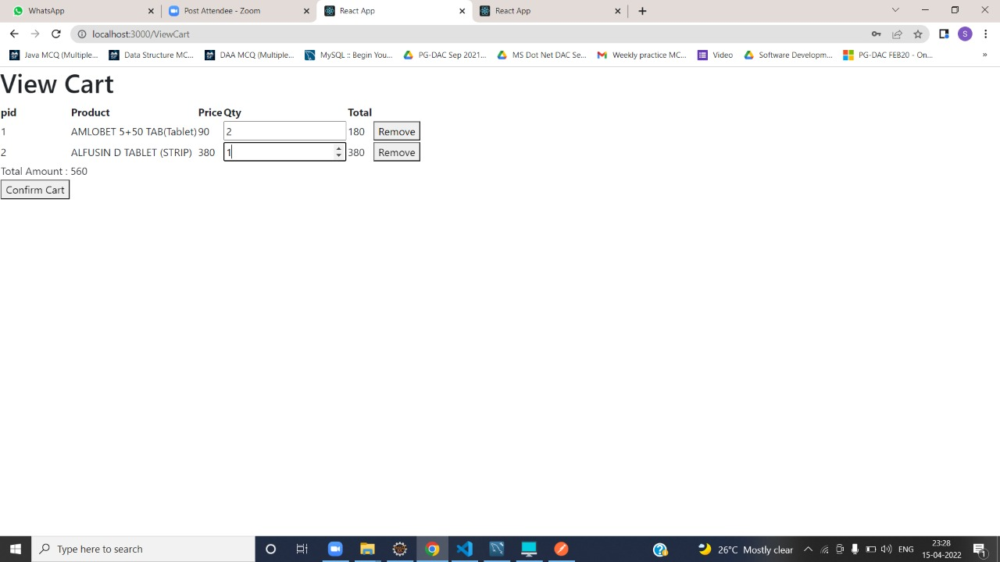 WhatsApp
Post Attendee - Zoom
React App
React App
localhost:3000/ViewCart
S
Java MCQ (Multiple...
Data Structure MC...
DAA MCQ (Multiple...
MySQL :: Begin You...
PG-DAC Sep 2021...
MS Dot Net DAC Se...
Weekly practice MC...
Video
Software Developm...
PG-DAC FEB20 - On...
»
View Cart
pid Product Price Qty Total
1 AMLOBET 5+50 TAB(Tablet) 90 2 180 Remove
2 ALFUSIN D TABLET (STRIP) 380 1 380 Remove
Total Amount : 560
Confirm Cart
Type here to search
26°C Mostly clear
ENG
23:28
15-04-2022
1